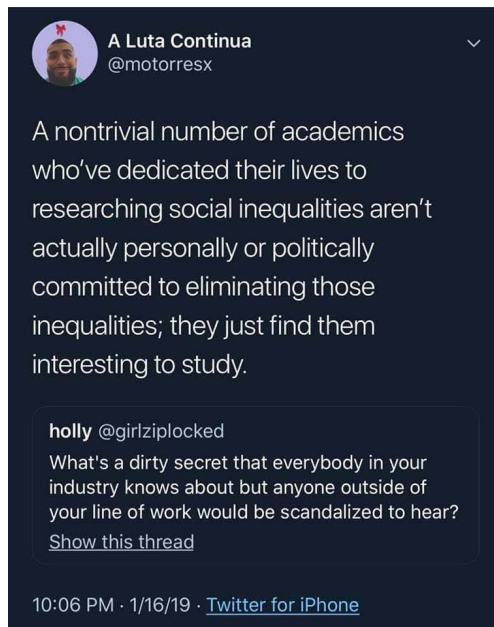 A Luta Continua
@motorresx
A nontrivial number of academics
who've dedicated their lives to
researching social inequalities aren't
actually personally or politically
committed to eliminating those
inequalities; they just find them
interesting to study.
holly @girlziplocked
What's a dirty secret that everybody in your
industry knows about but anyone outside of
your line of work would be scandalized to hear?
Show this thread
10:06 PM · 1/16/19 · Twitter for iPhone